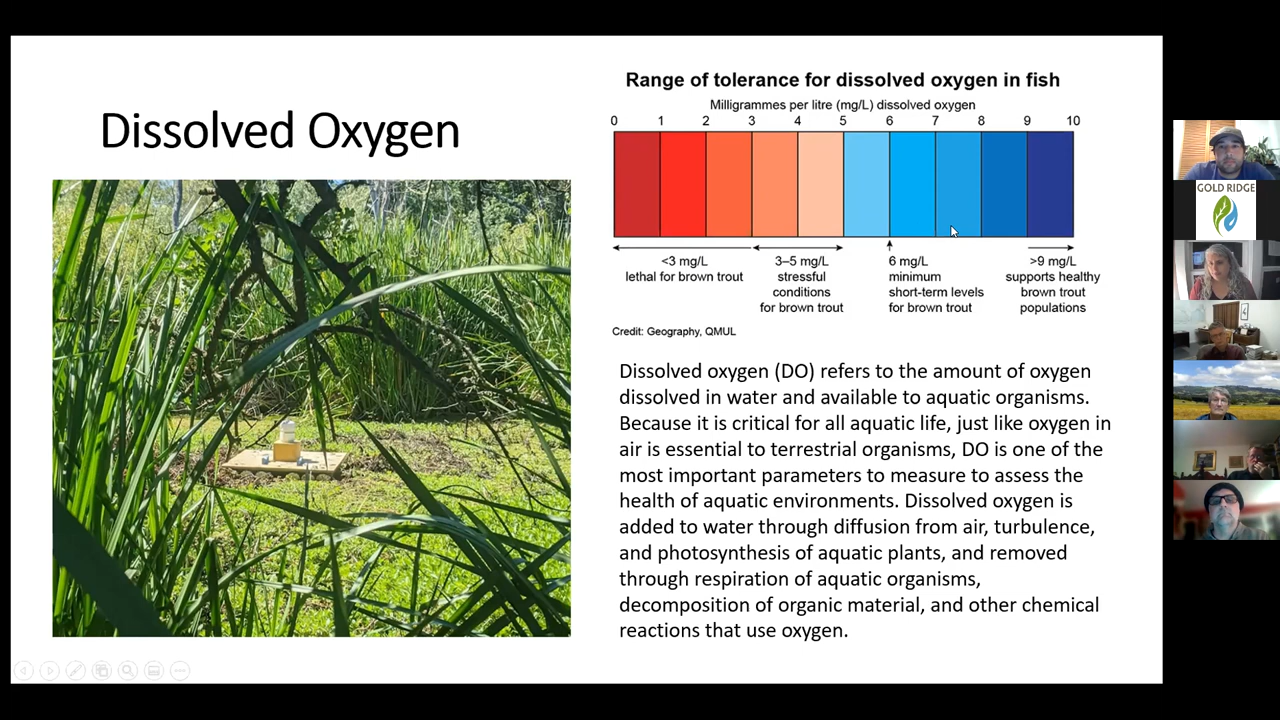 Dissolved Oxygen
Range of tolerance for dissolved oxygen in fish
Milligrammes per litre (mg/L) dissolved oxygen
0 1 2 3 4 5 6 7 8 9 10
<3 mg/L
lethal for brown trout
3–5 mg/L
stressful
conditions
for brown trout
6 mg/L
minimum
short-term levels
for brown trout
>9 mg/L
supports healthy
brown trout
populations
Credit: Geography, QMUL
Dissolved oxygen (DO) refers to the amount of oxygen
dissolved in water and available to aquatic organisms.
Because it is critical for all aquatic life, just like oxygen in
air is essential to terrestrial organisms, DO is one of the
most important parameters to measure to assess the
health of aquatic environments. Dissolved oxygen is
added to water through diffusion from air, turbulence,
and photosynthesis of aquatic plants, and removed
through respiration of aquatic organisms,
decomposition of organic material, and other chemical
reactions that use oxygen.
GOLD RIDGE